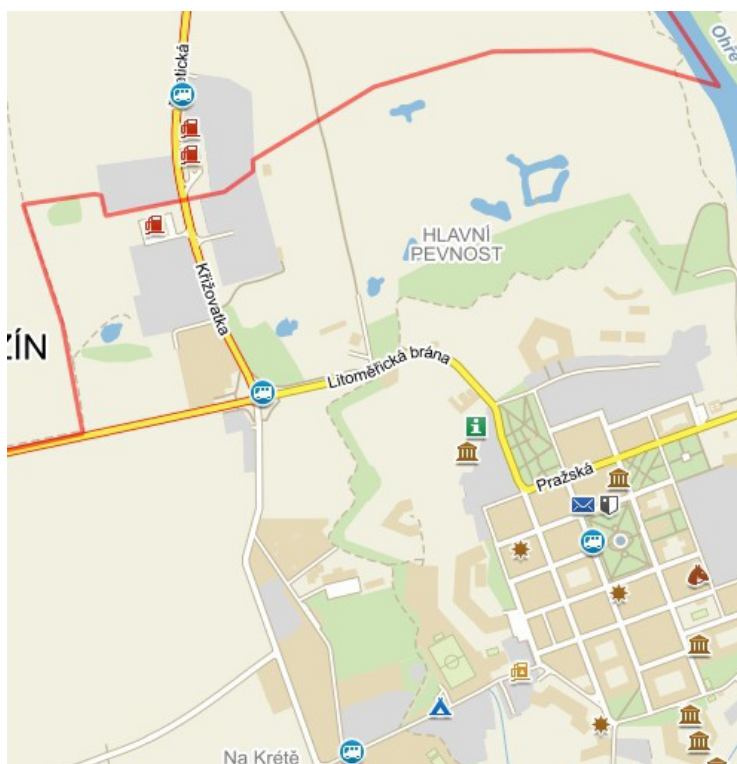 Ohře
HLAVNÍ
PEVNOST
Křižovatka
ZÍN
Litoměřická brána
Pražská
Na Krétě